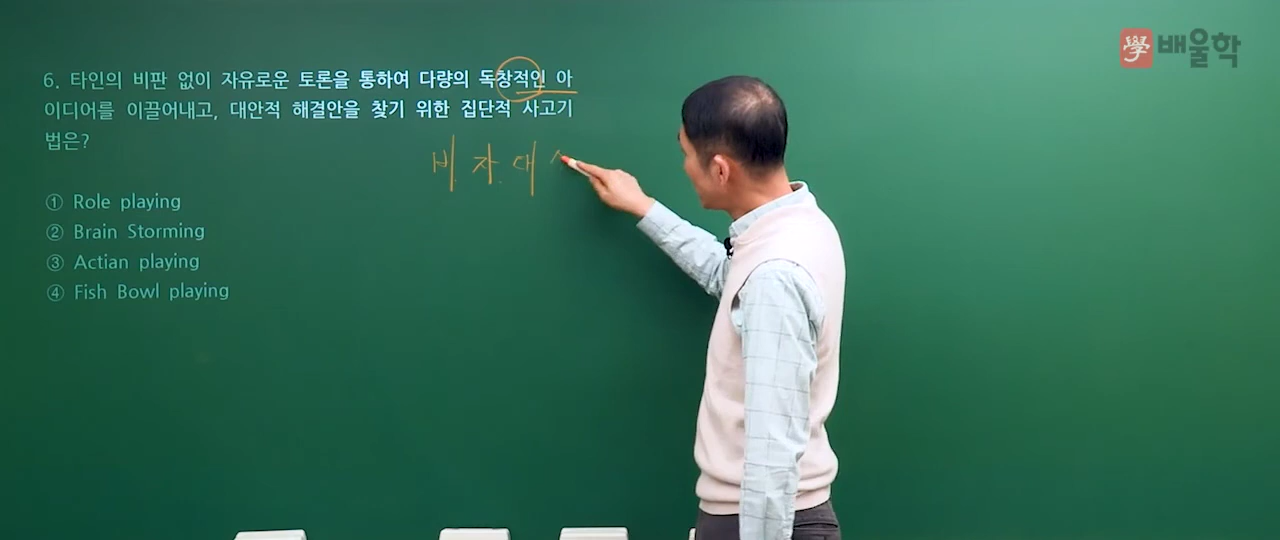 學배울학
6. 타인의 비판 없이 자유로운 토론을 통하여 다량의 독창적인 아
이디어를 이끌어내고, 대안적 해결안을 찾기 위한 집단적 사고기
법은?
비. 자. 대
① Role playing
② Brain Storming
③ Actian playing
④ Fish Bowl playing